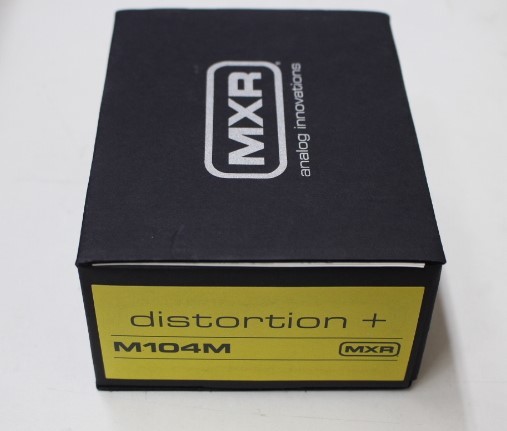 MXR
analog innovations
distortion +
M104M
MXR